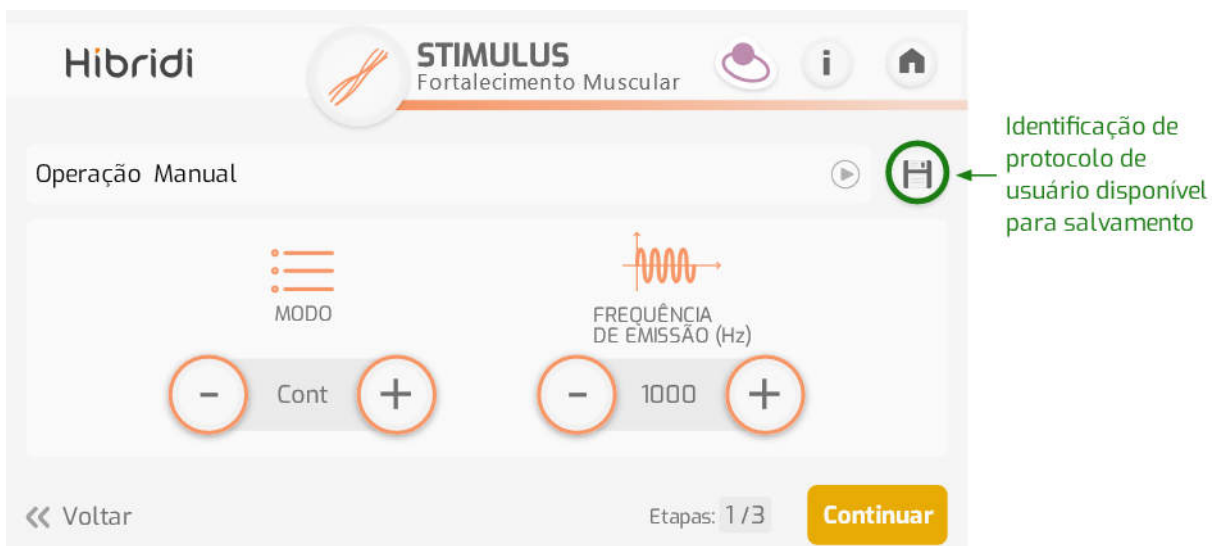 Hibridi
STIMULUS
Fortalecimento Muscular
i
Identificação de
protocolo de
usuário disponível
para salvamento
Operação Manual
MODO
FREQUÊNCIA
DE EMISSÃO (Hz)
- Cont +
- 1000 +
<< Voltar
Etapas: 1/3
Continuar